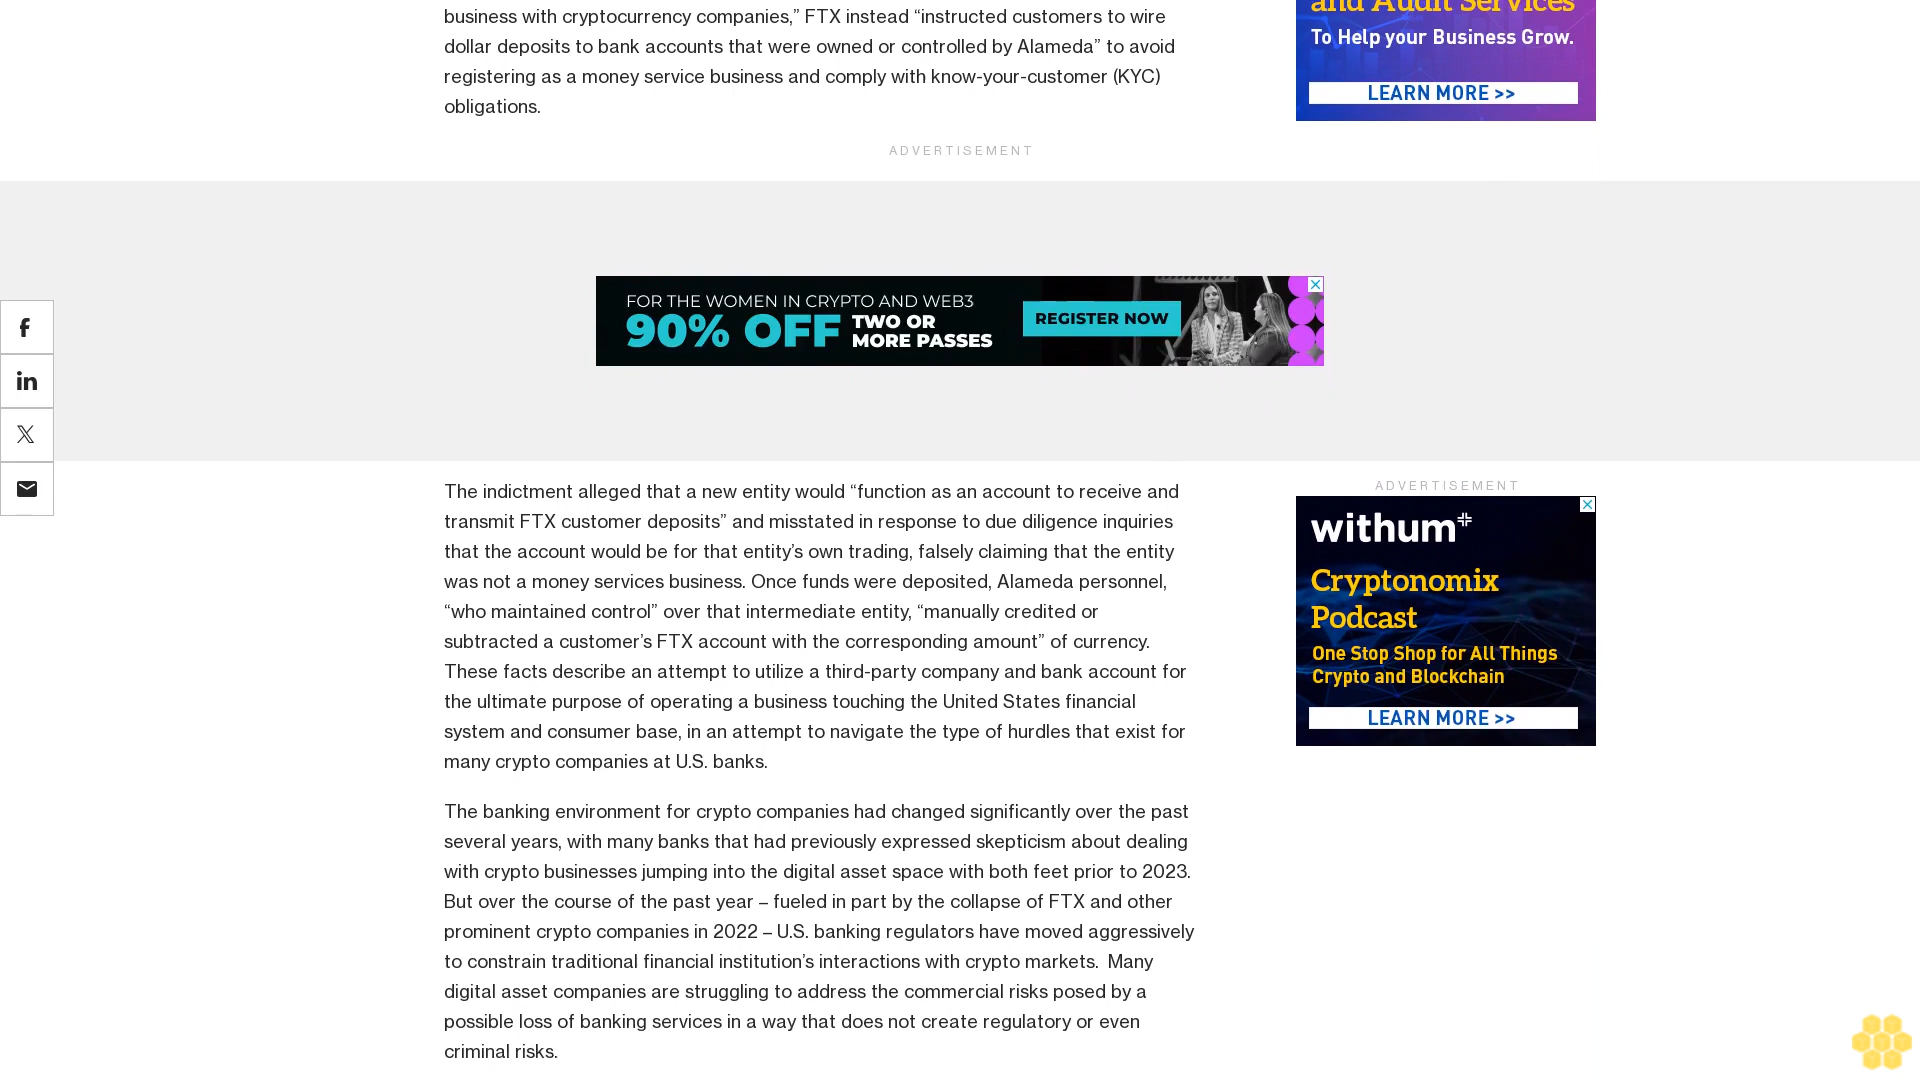 business with cryptocurrency companies,” FTX instead “instructed customers to wire
dollar deposits to bank accounts that were owned or controlled by Alameda” to avoid
registering as a money service business and comply with know-your-customer (KYC)
obligations.
and Audit Services
To Help your Business Grow.
LEARN MORE >>
ADVERTISEMENT
FOR THE WOMEN IN CRYPTO AND WEB3
90% OFF TWO OR
MORE PASSES
REGISTER NOW
The indictment alleged that a new entity would “function as an account to receive and
transmit FTX customer deposits” and misstated in response to due diligence inquiries
that the account would be for that entity’s own trading, falsely claiming that the entity
was not a money services business. Once funds were deposited, Alameda personnel,
“who maintained control” over that intermediate entity, “manually credited or
subtracted a customer’s FTX account with the corresponding amount” of currency.
These facts describe an attempt to utilize a third-party company and bank account for
the ultimate purpose of operating a business touching the United States financial
system and consumer base, in an attempt to navigate the type of hurdles that exist for
many crypto companies at U.S. banks.
ADVERTISEMENT
withum
Cryptonomix
Podcast
One Stop Shop for All Things
Crypto and Blockchain
LEARN MORE >>
The banking environment for crypto companies had changed significantly over the past
several years, with many banks that had previously expressed skepticism about dealing
with crypto businesses jumping into the digital asset space with both feet prior to 2023.
But over the course of the past year – fueled in part by the collapse of FTX and other
prominent crypto companies in 2022 – U.S. banking regulators have moved aggressively
to constrain traditional financial institution’s interactions with crypto markets.  Many
digital asset companies are struggling to address the commercial risks posed by a
possible loss of banking services in a way that does not create regulatory or even
criminal risks.